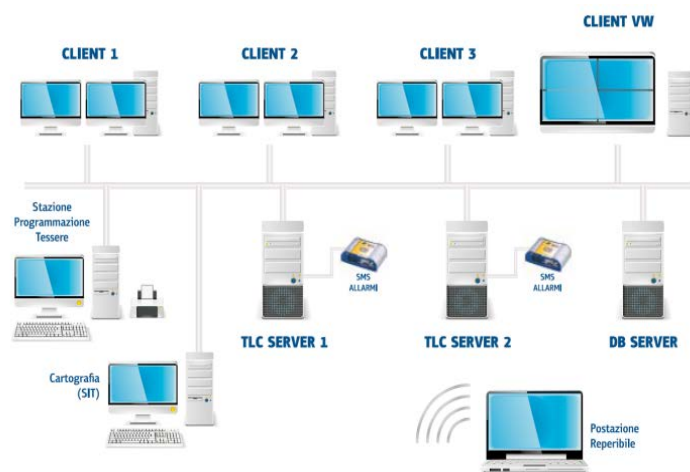 CLIENT VW
CLIENT 1
CLIENT 2
CLIENT 3
Stazione
Programmazione
Tessere
SMS
ALLARMI
SMS
ALLARMI
TLC SERVER 1
TLC SERVER 2
DB SERVER
Cartografia
(SIT)
Postazione
Reperibile